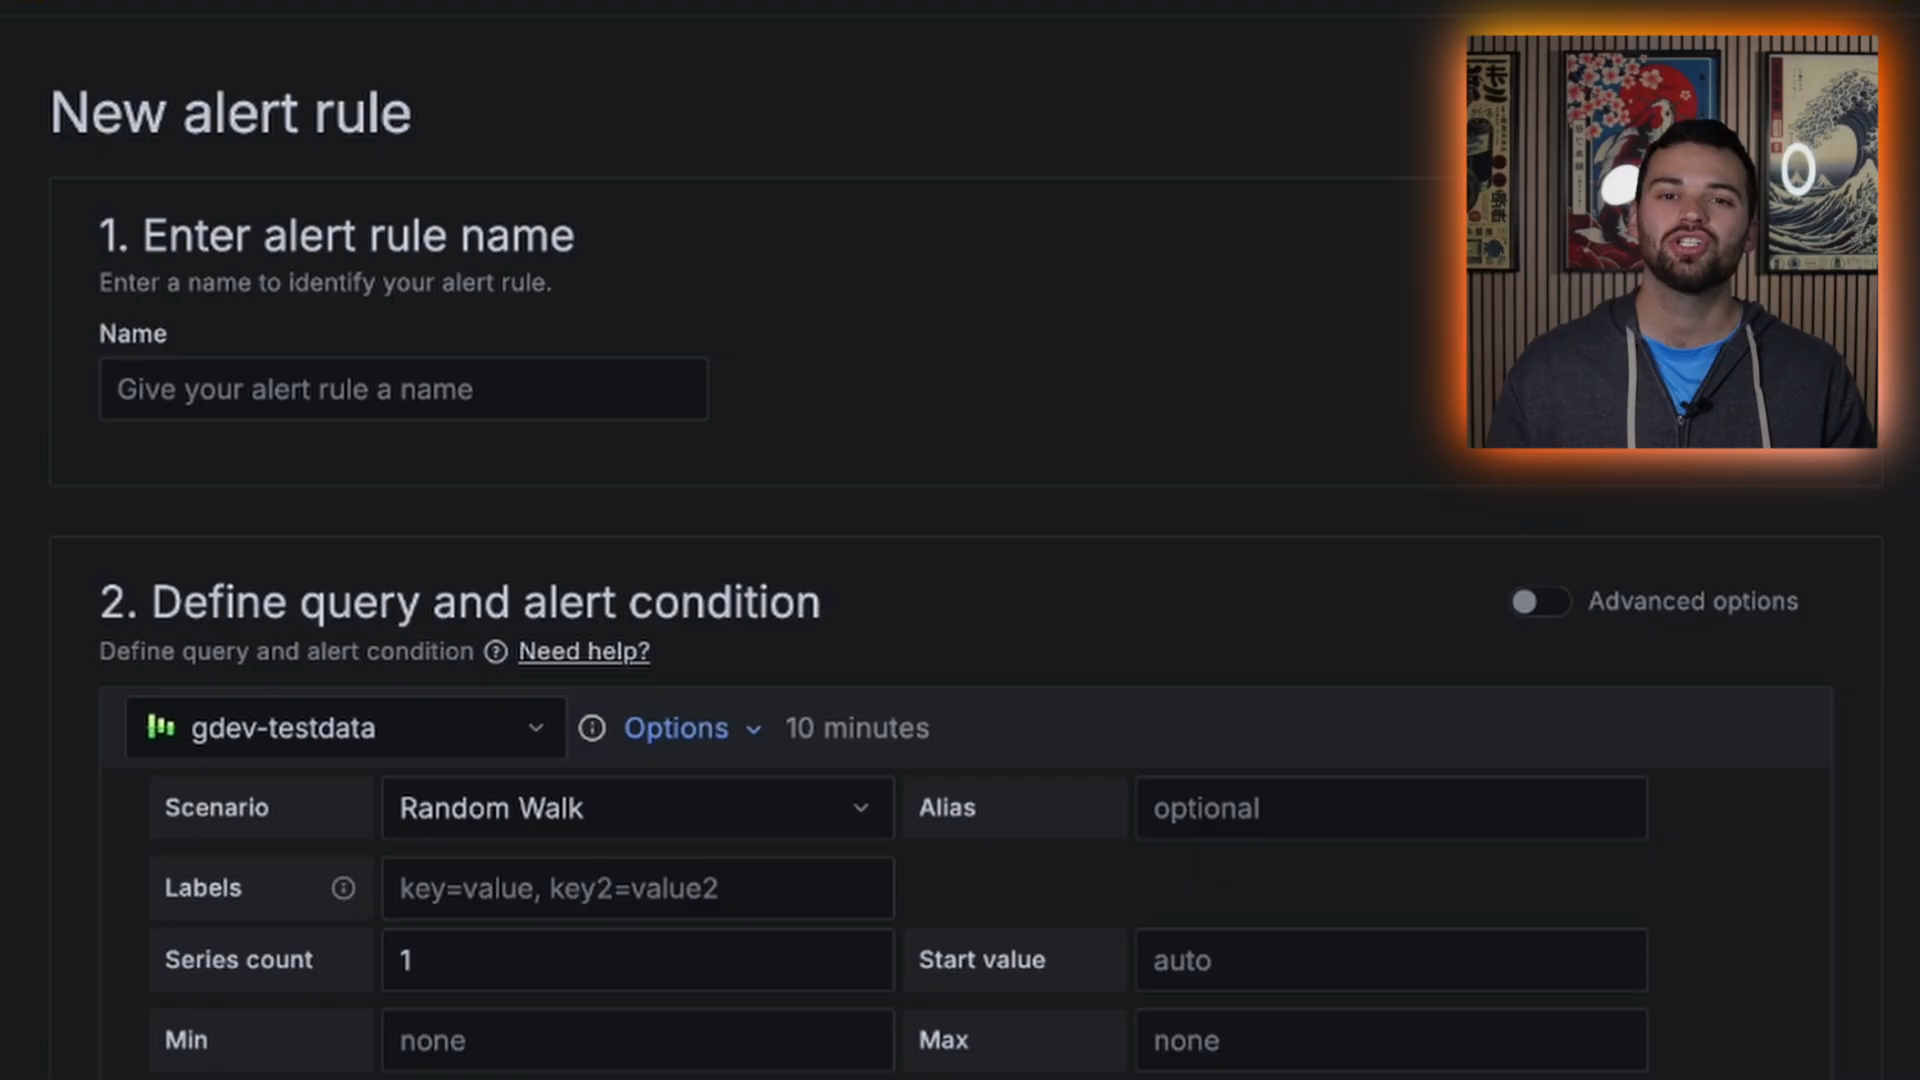 New alert rule
1. Enter alert rule name
Enter a name to identify your alert rule.
Name
Give your alert rule a name
2. Define query and alert condition
Advanced options
Define query and alert condition Need help?
gdev-testdata Options 10 minutes
Scenario Random Walk Alias optional
Labels key=value, key2=value2
Series count 1 Start value auto
Min none Max none